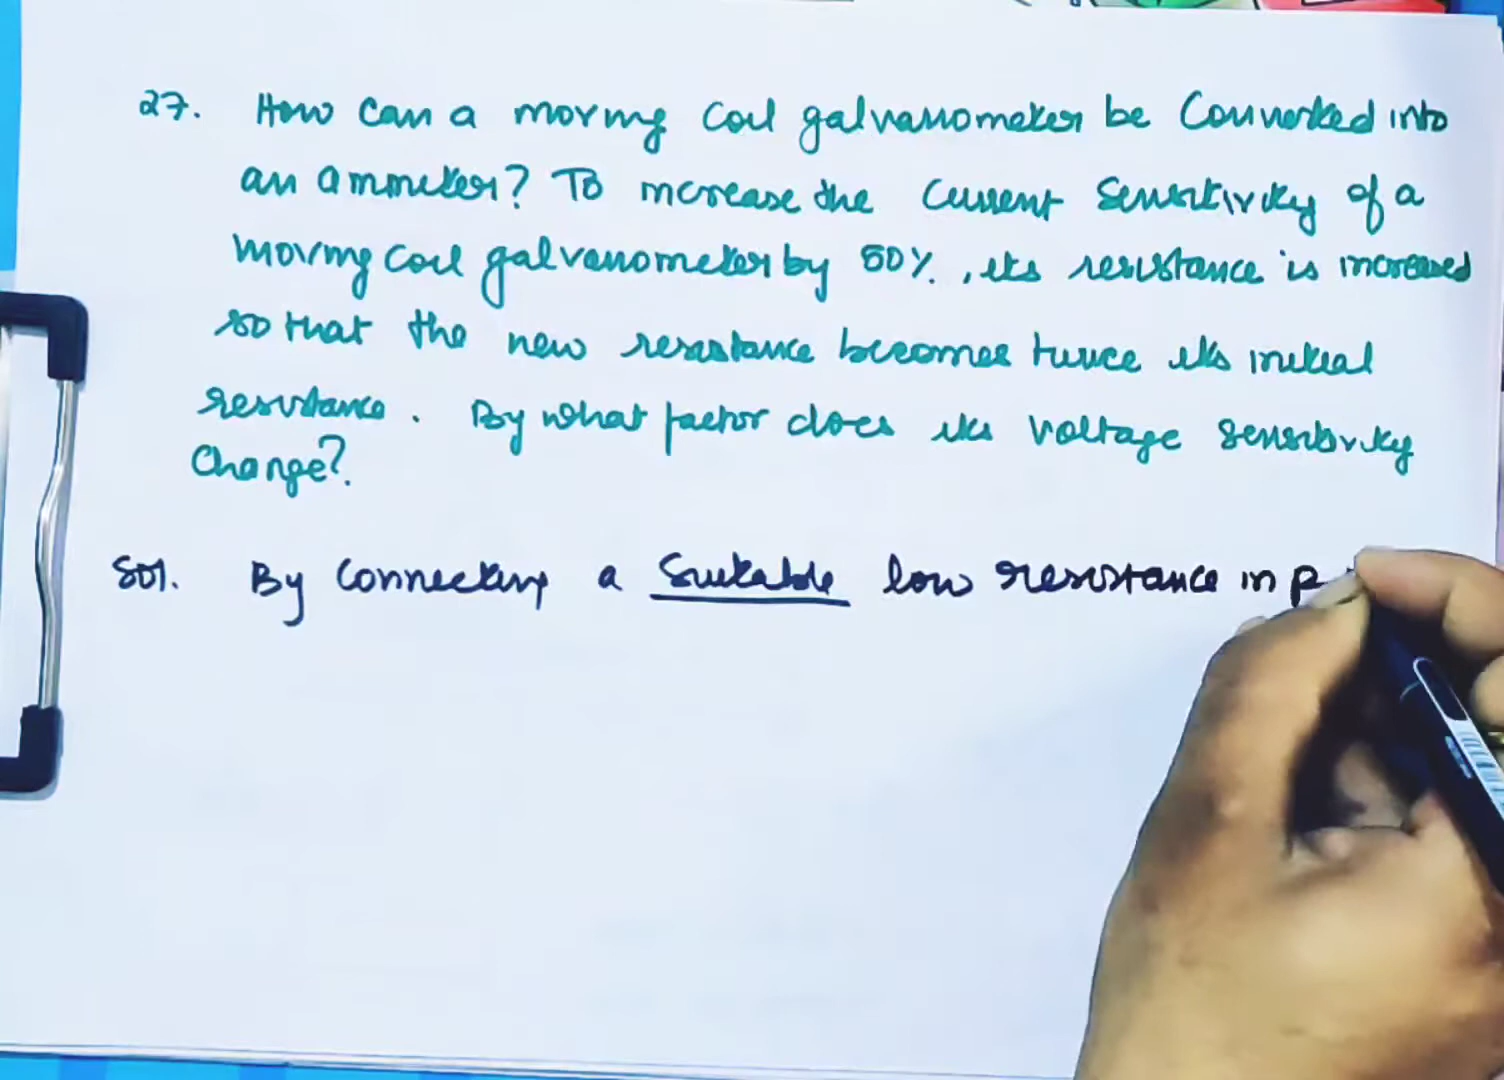 27. How can a moving coil galvanometer be Converted into
an ammeter? To increase the Current Sensitivity of a
moving coil galvanometer by 50%, its resistance is increased
so that the new resistance becomes twice its initial
resistance. By what factor does its voltage sensitivity
Change?
Sol. By connecting a Suitable low resistance in p